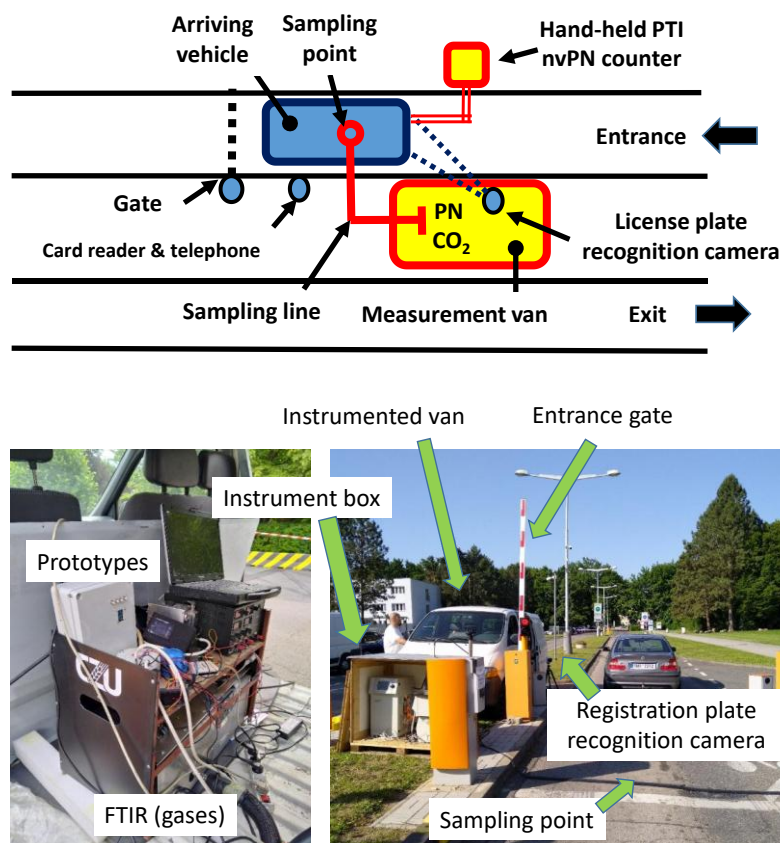 Arriving
vehicle
Sampling
point
Hand-held PTI
nvPN counter
Entrance
Gate
Card reader & telephone
PN
CO₂
License plate
recognition camera
Sampling line
Measurement van
Exit
Instrumented van
Entrance gate
Instrument box
Prototypes
CZU
FTIR (gases)
Registration plate
recognition camera
Sampling point